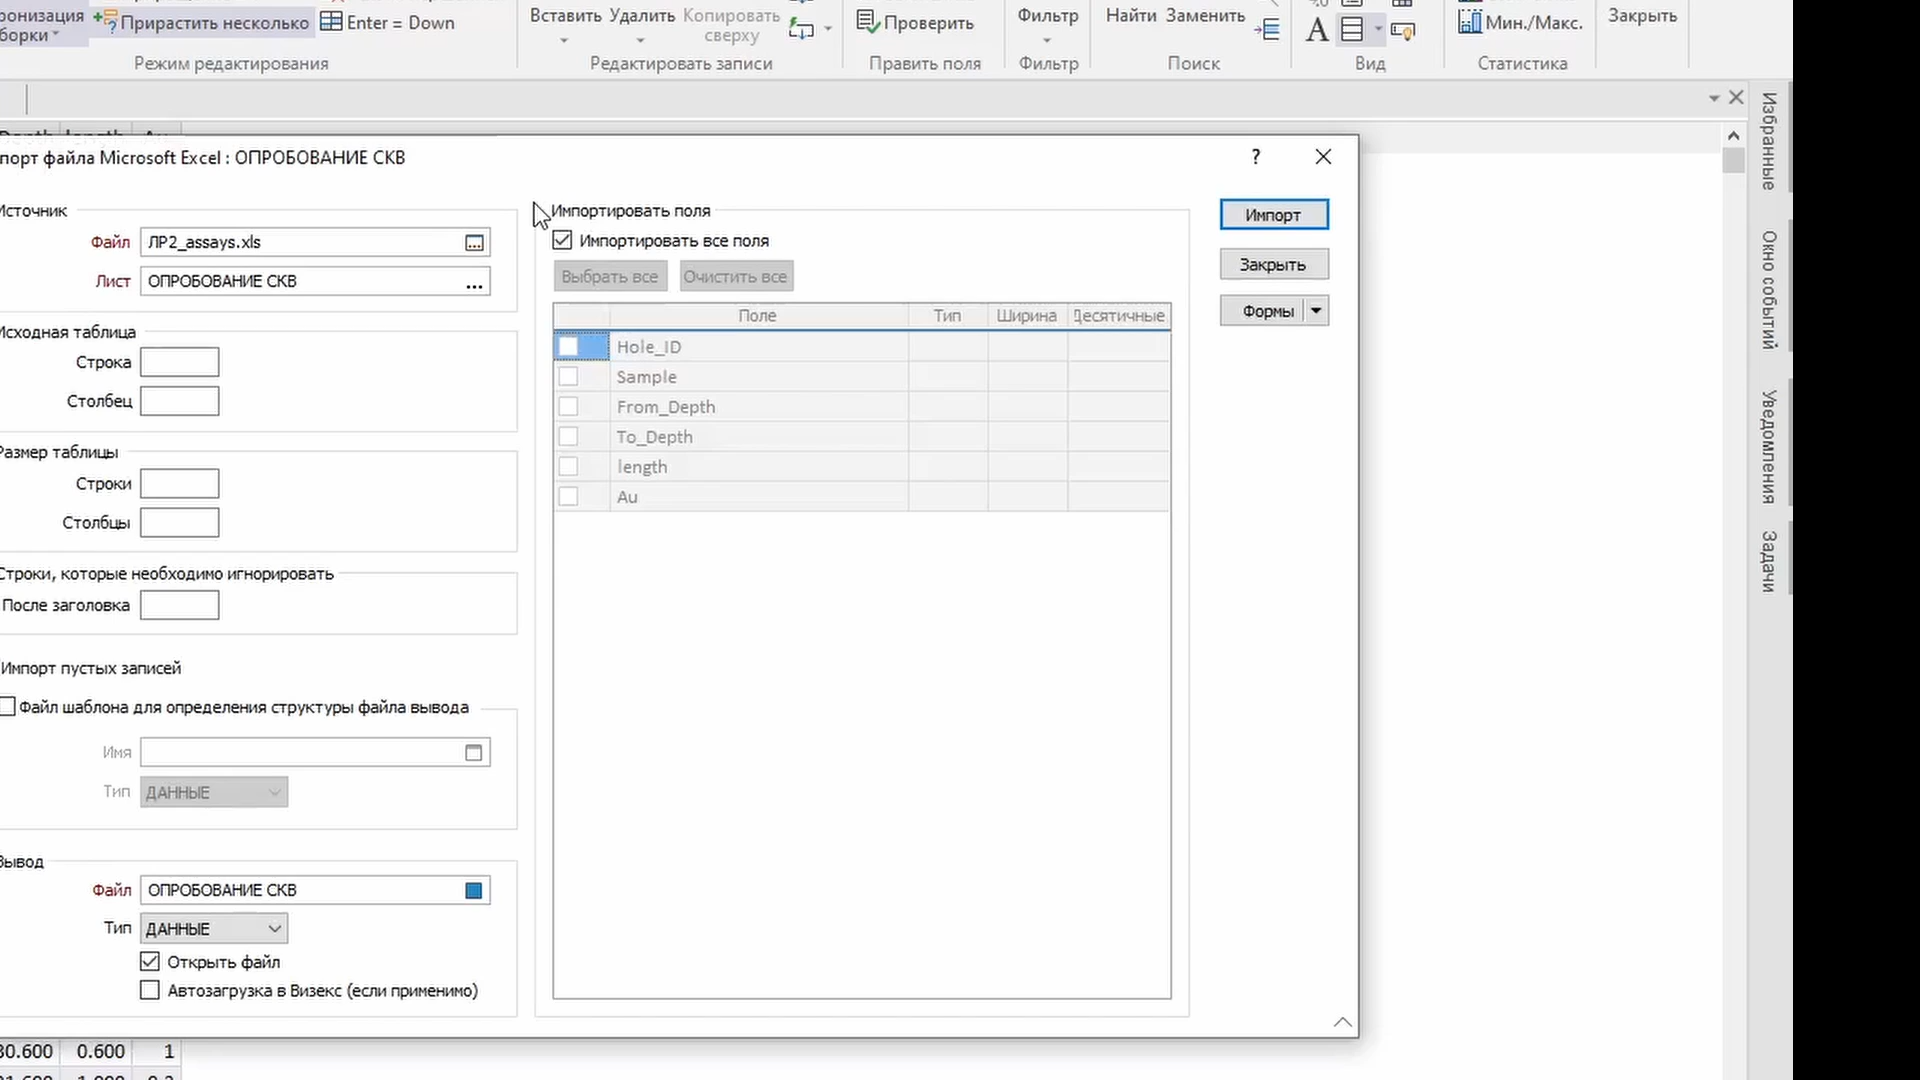 Вставить Удалить Копировать сверху
Фильтр
Найти Заменить
Закрыть
Прирастить несколько
Enter = Down
Проверить
Мин./Макс.
Режим редактирования
Редактировать записи
Править поля
Фильтр
Поиск
Вид
Статистика
порт файла Microsoft Excel : ОПРОБОВАНИЕ СКВ
Источник
Файл ЛР2_assays.xls
Лист ОПРОБОВАНИЕ СКВ
Исходная таблица
Строка
Столбец
Размер таблицы
Строки
Столбцы
Строки, которые необходимо игнорировать
После заголовка
Импорт пустых записей
Файл шаблона для определения структуры файла вывода
Имя
Тип ДАННЫЕ
Вывод
Файл ОПРОБОВАНИЕ СКВ
Тип ДАННЫЕ
Открыть файл
Автозагрузка в Визекс (если применимо)
Импортировать поля
Импортировать все поля
Выбрать все Очистить все
Поле Тип Ширина Десятичные
Hole_ID
Sample
From_Depth
To_Depth
length
Au
Импорт
Закрыть
Формы
Избранные
Окно событий
Уведомления
Задачи
30.600 0.600 1